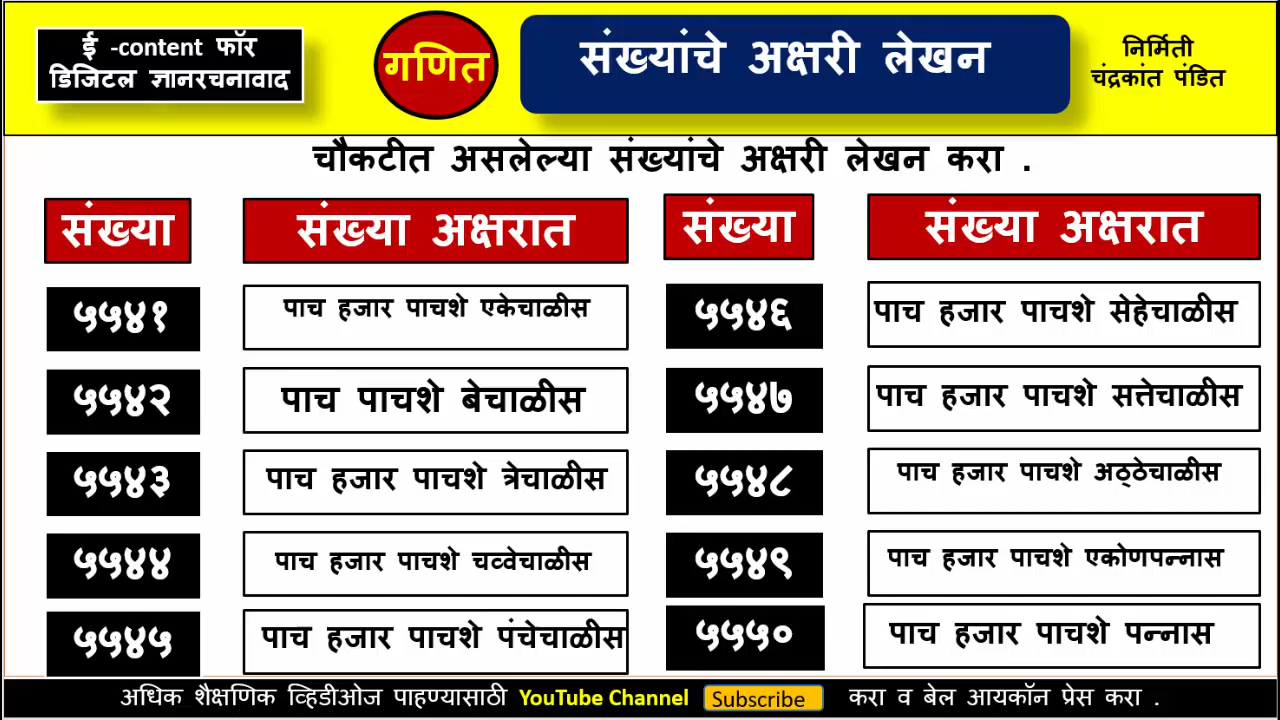 ई -content फॉर
डिजिटल ज्ञानरचनावाद
गणित
संख्यांचे अक्षरी लेखन
निर्मिती
चंद्रकांत पंडित
चौकटीत असलेल्या संख्यांचे अक्षरी लेखन करा .
संख्या संख्या अक्षरात संख्या संख्या अक्षरात
५५४१ पाच हजार पाचशे एकेचाळीस ५५४६ पाच हजार पाचशे सेहेचाळीस
५५४२ पाच पाचशे बेचाळीस ५५४७ पाच हजार पाचशे सत्तेचाळीस
५५४३ पाच हजार पाचशे त्रेचाळीस ५५४८ पाच हजार पाचशे अठ्ठेचाळीस
५५४४ पाच हजार पाचशे चव्वेचाळीस ५५४९ पाच हजार पाचशे एकोणपन्नास
५५४५ पाच हजार पाचशे पंचेचाळीस ५५५० पाच हजार पाचशे पन्नास
अधिक शैक्षणिक व्हिडीओज पाहण्यासाठी YouTube Channel Subscribe करा व बेल आयकॉन प्रेस करा .